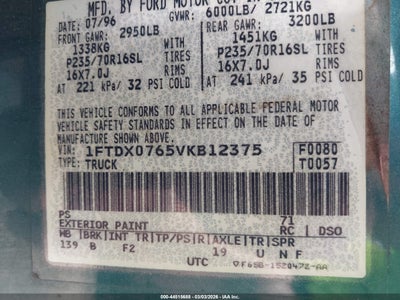 MFD. BY FORD MOTOR
DATE: 07/96 GVWR: 6000LB/ 2721KG
FRONT GAWR: 2950LB REAR GAWR: 3200LB
1338KG WITH 1451KG WITH
P235/70R16SL TIRES P235/70R16SL TIRES
16X7.0J RIMS 16X7.0J RIMS
AT 221 kPa/ 32 PSI COLD AT 241 kPa/ 35 PSI COLD
THIS VEHICLE CONFORMS TO ALL APPLICABLE FEDERAL MOTOR
VEHICLE SAFETY STANDARDS IN EFFECT ON THE DATE OF
MANUFACTURE SHOWN ABOVE.
VIN: 1FTDX0765VKB12375 F0080
TYPE: TRUCK T0057
PS 71
EXTERIOR PAINT RC DSO
WB BRK INT TR TP/PS R AXLE TR SPR
139 B F2 19 U
UTC
000-44515688 - 03/03/2026 - IAA